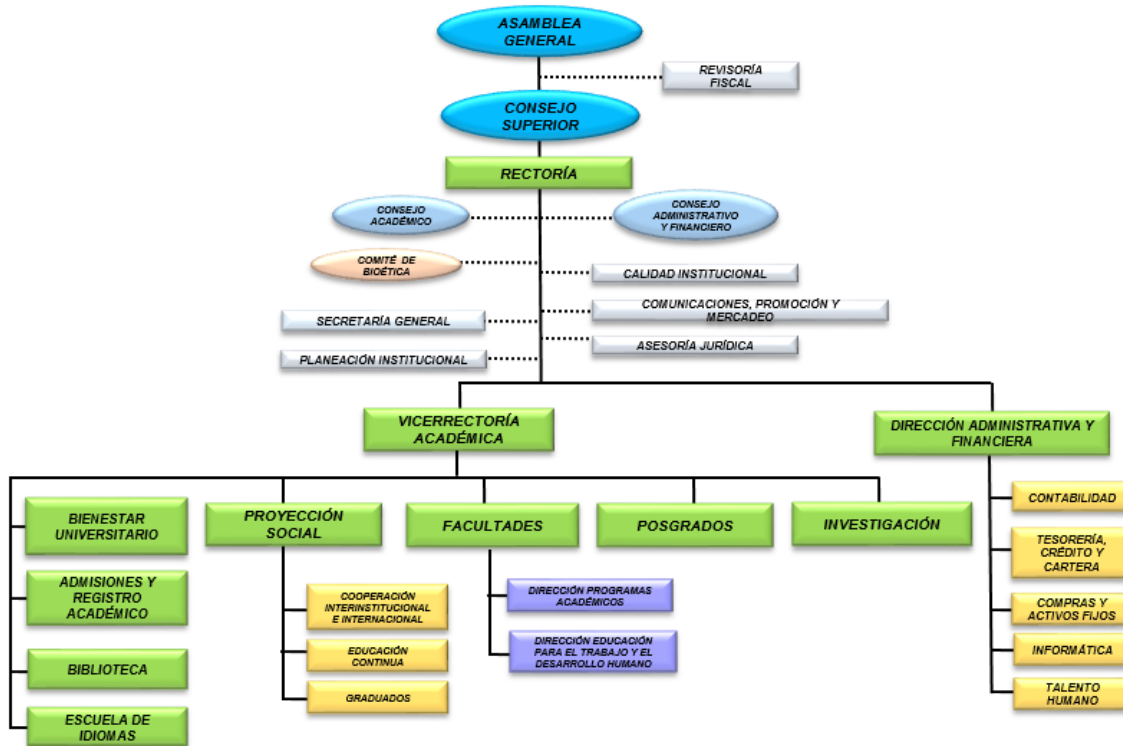 ASAMBLEA
GENERAL
REVISORÍA
FISCAL
CONSEJO
SUPERIOR
RECTORÍA
CONSEJO
ACADÉMICO
CONSEJO
ADMINISTRATIVO
Y FINANCIERO
COMITÉ DE
BIOÉTICA
CALIDAD INSTITUCIONAL
COMUNICACIONES, PROMOCIÓN Y
MERCADEO
SECRETARÍA GENERAL
ASESORÍA JURÍDICA
PLANEACIÓN INSTITUCIONAL
VICERRECTORÍA
ACADÉMICA
DIRECCIÓN ADMINISTRATIVA Y
FINANCIERA
BIENESTAR
UNIVERSITARIO
ADMISIONES Y
REGISTRO
ACADÉMICO
BIBLIOTECA
ESCUELA DE
IDIOMAS
PROYECCIÓN
SOCIAL
COOPERACIÓN
INTERINSTITUCIONAL
E INTERNACIONAL
EDUCACIÓN
CONTINUA
GRADUADOS
FACULTADES
DIRECCIÓN PROGRAMAS
ACADÉMICOS
DIRECCIÓN EDUCACIÓN
PARA EL TRABAJO Y EL
DESARROLLO HUMANO
POSGRADOS
INVESTIGACIÓN
CONTABILIDAD
TESORERÍA,
CRÉDITO Y
CARTERA
COMPRAS Y
ACTIVOS FIJOS
INFORMÁTICA
TALENTO
HUMANO